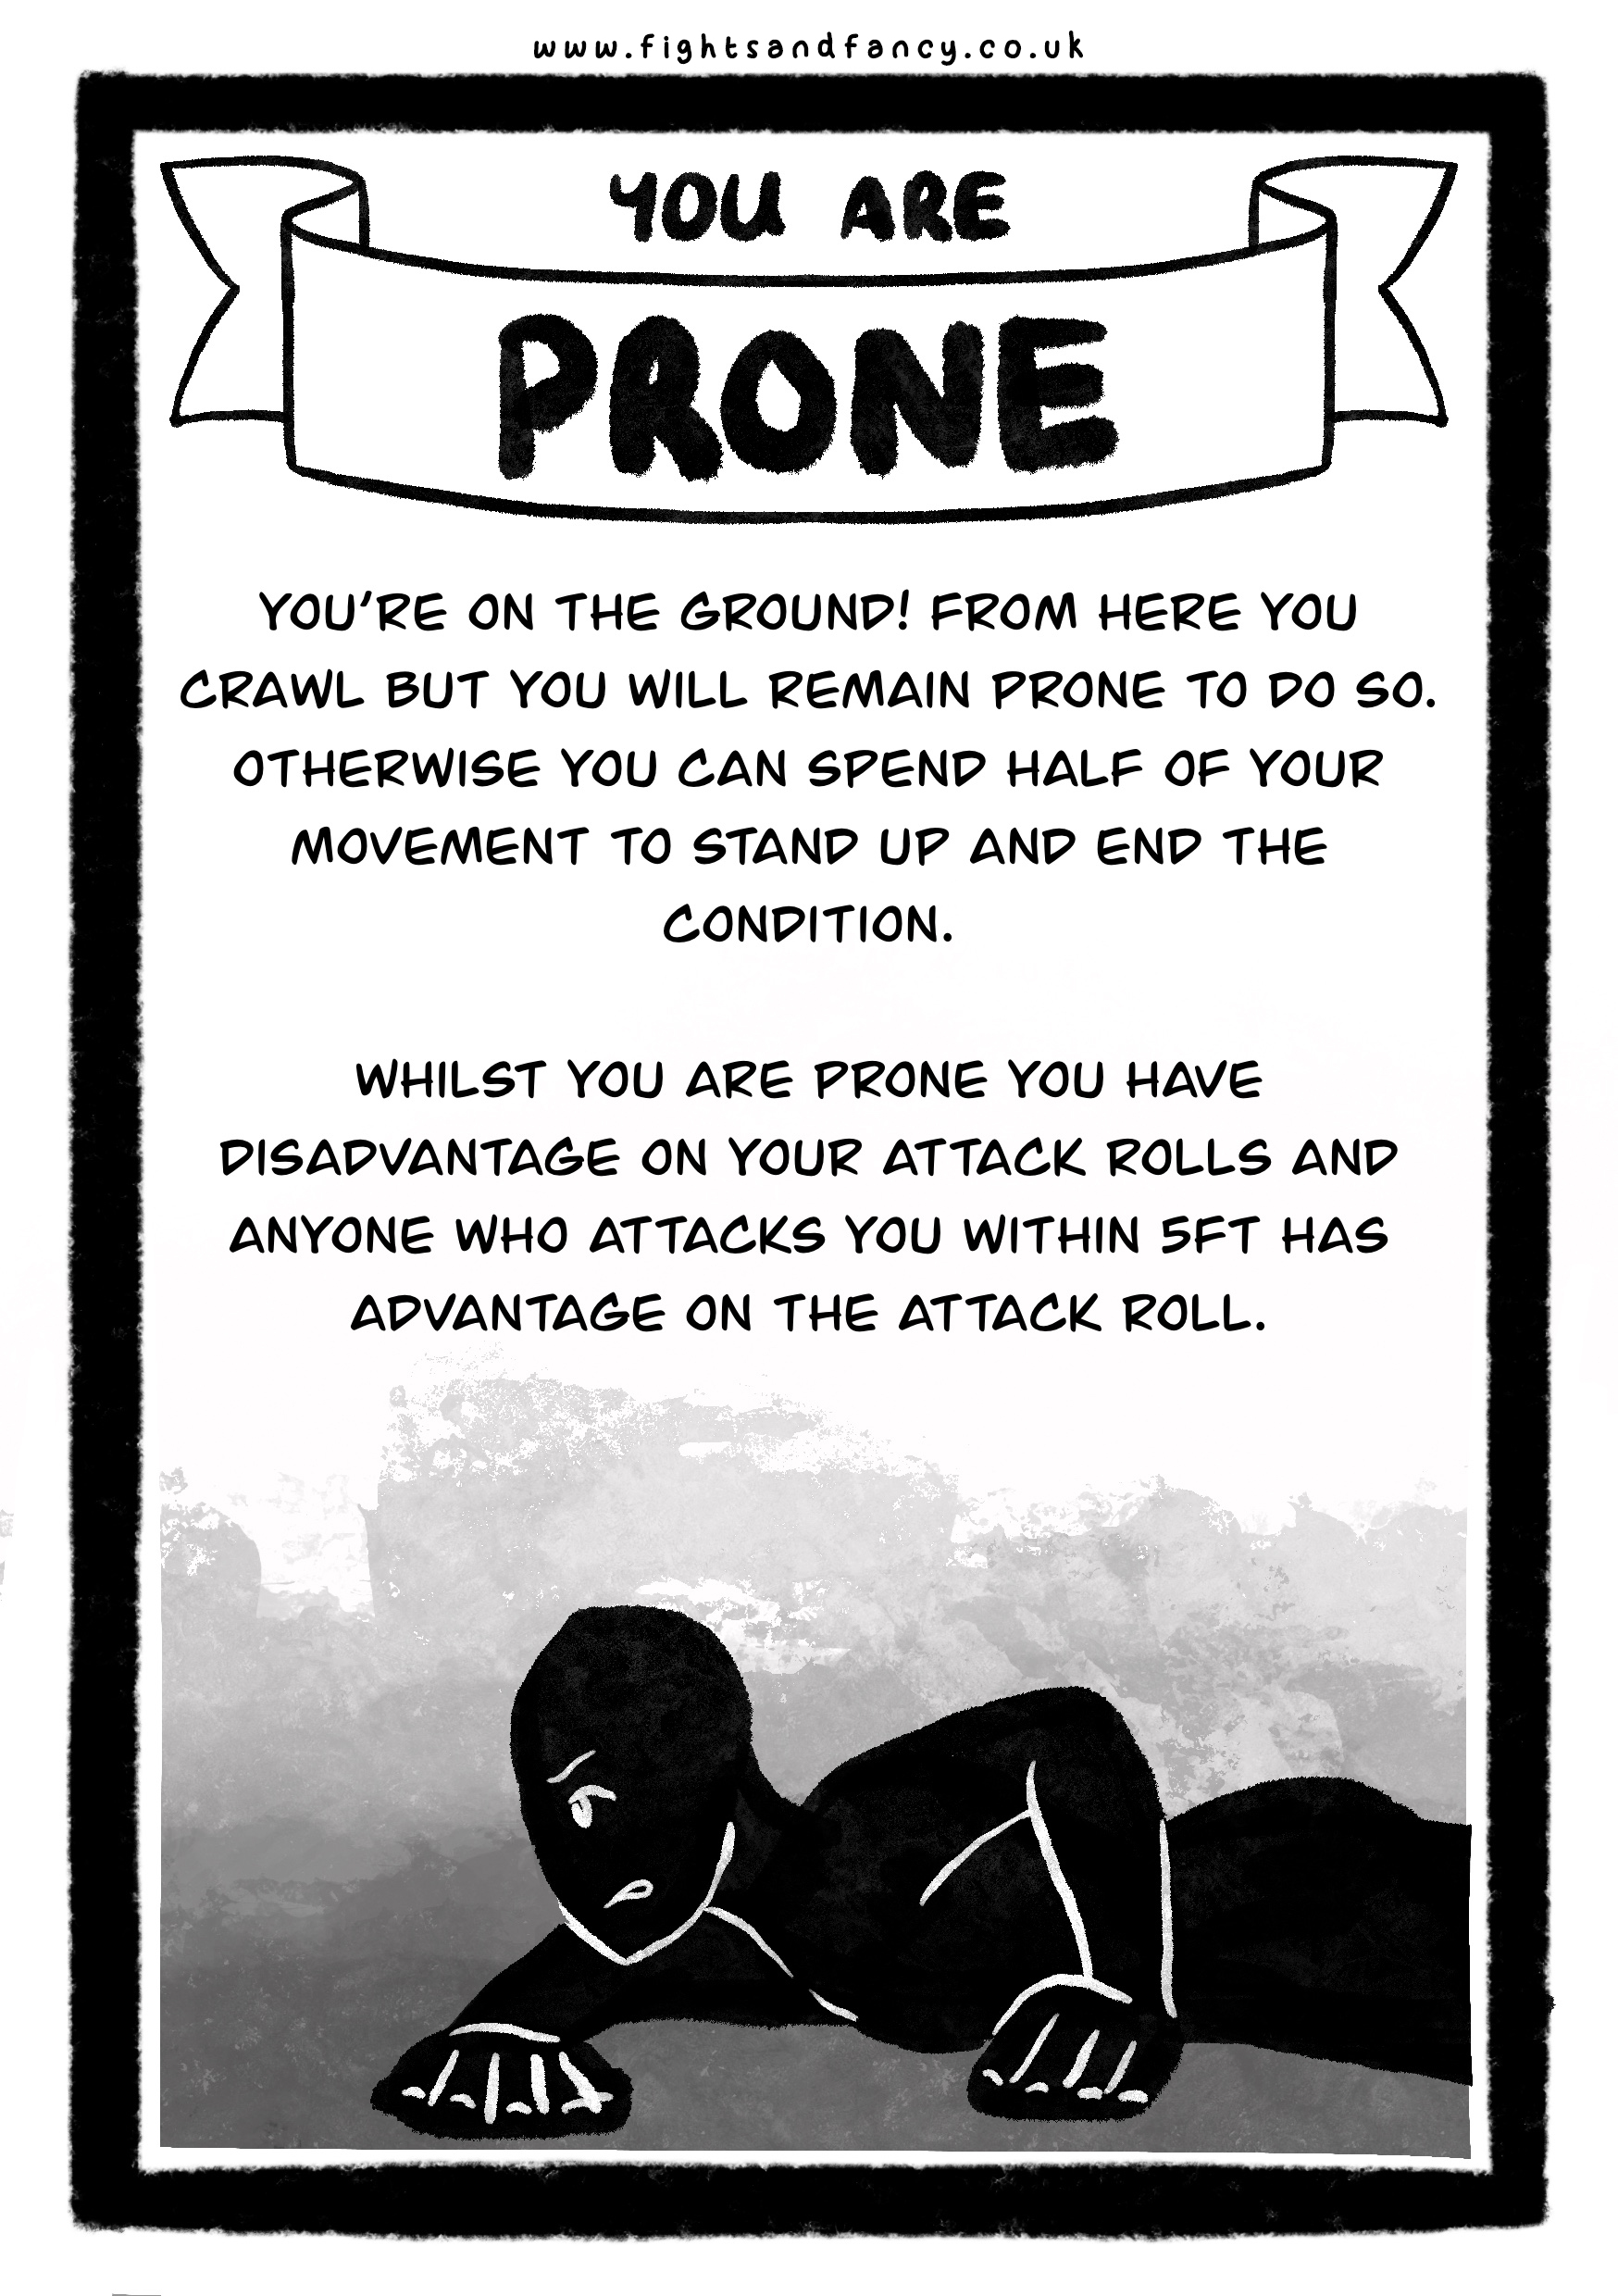 www.fightsandfancy.co.uk
YOU ARE
PRONE
YOU'RE ON THE GROUND! FROM HERE YOU
CRAWL BUT YOU WILL REMAIN PRONE TO DO SO.
OTHERWISE YOU CAN SPEND HALF OF YOUR
MOVEMENT TO STAND UP AND END THE
CONDITION.
WHILST YOU ARE PRONE YOU HAVE
DISADVANTAGE ON YOUR ATTACK ROLLS AND
ANYONE WHO ATTACKS YOU WITHIN 5FT HAS
ADVANTAGE ON THE ATTACK ROLL.